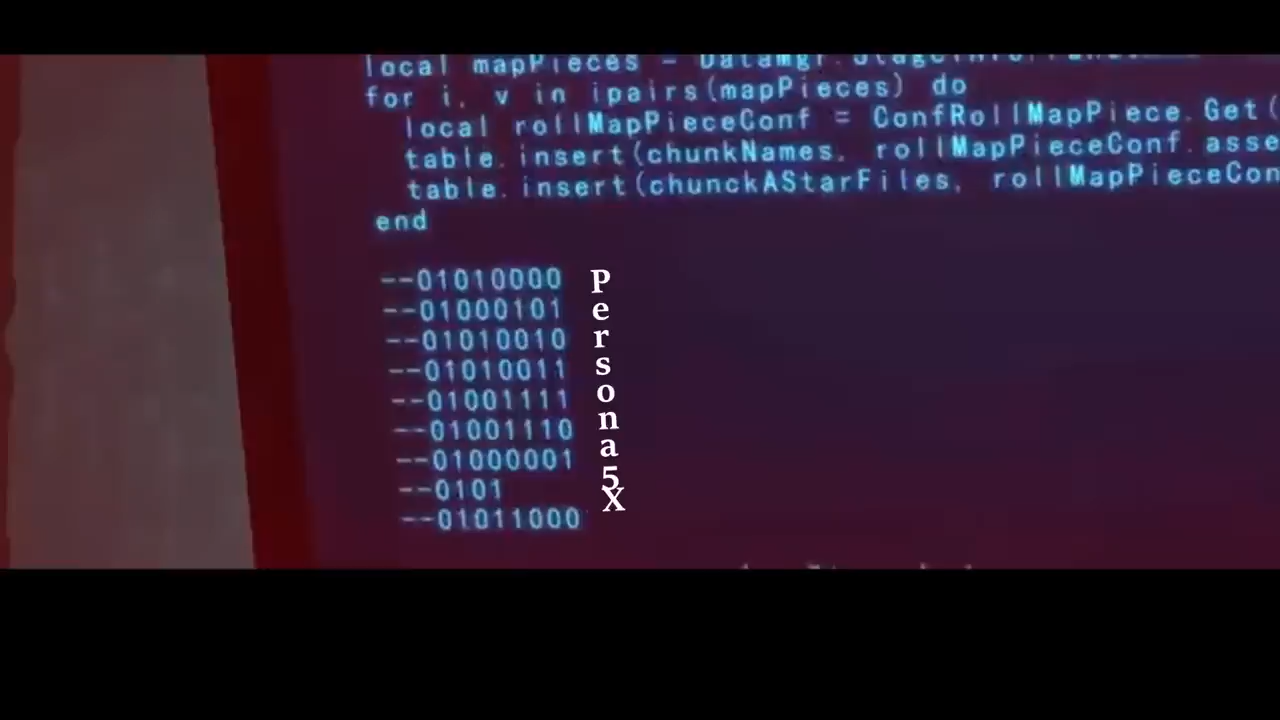 local mapPieces = DataMgr.
for i, v in ipairs(mapPieces) do
local rollMapPieceConf = ConfRollMapPiece.Get(
table.insert(chunkNames, rollMapPieceConf.asse
table.insert(chunckAStarFiles, rollMapPieceCon
end
--01010000 P
--01000101 e
--01010010 r
--01010011 s
--01001111 o
--01001110 n
--01000001 a
--0101 5
--01011000 X